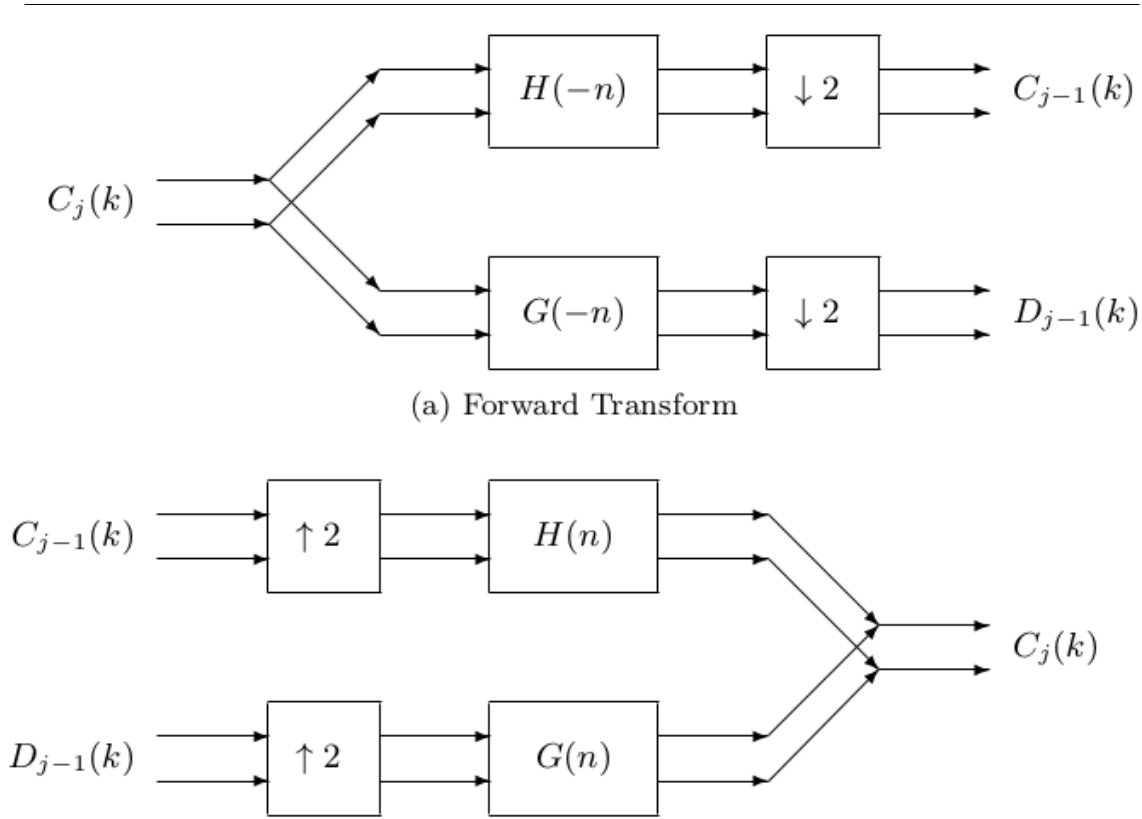 H(−n)
↓ 2
C_{j−1}(k)
C_j(k)
G(−n)
↓ 2
D_{j−1}(k)
(a) Forward Transform
C_{j−1}(k)
↑ 2
H(n)
C_j(k)
D_{j−1}(k)
↑ 2
G(n)